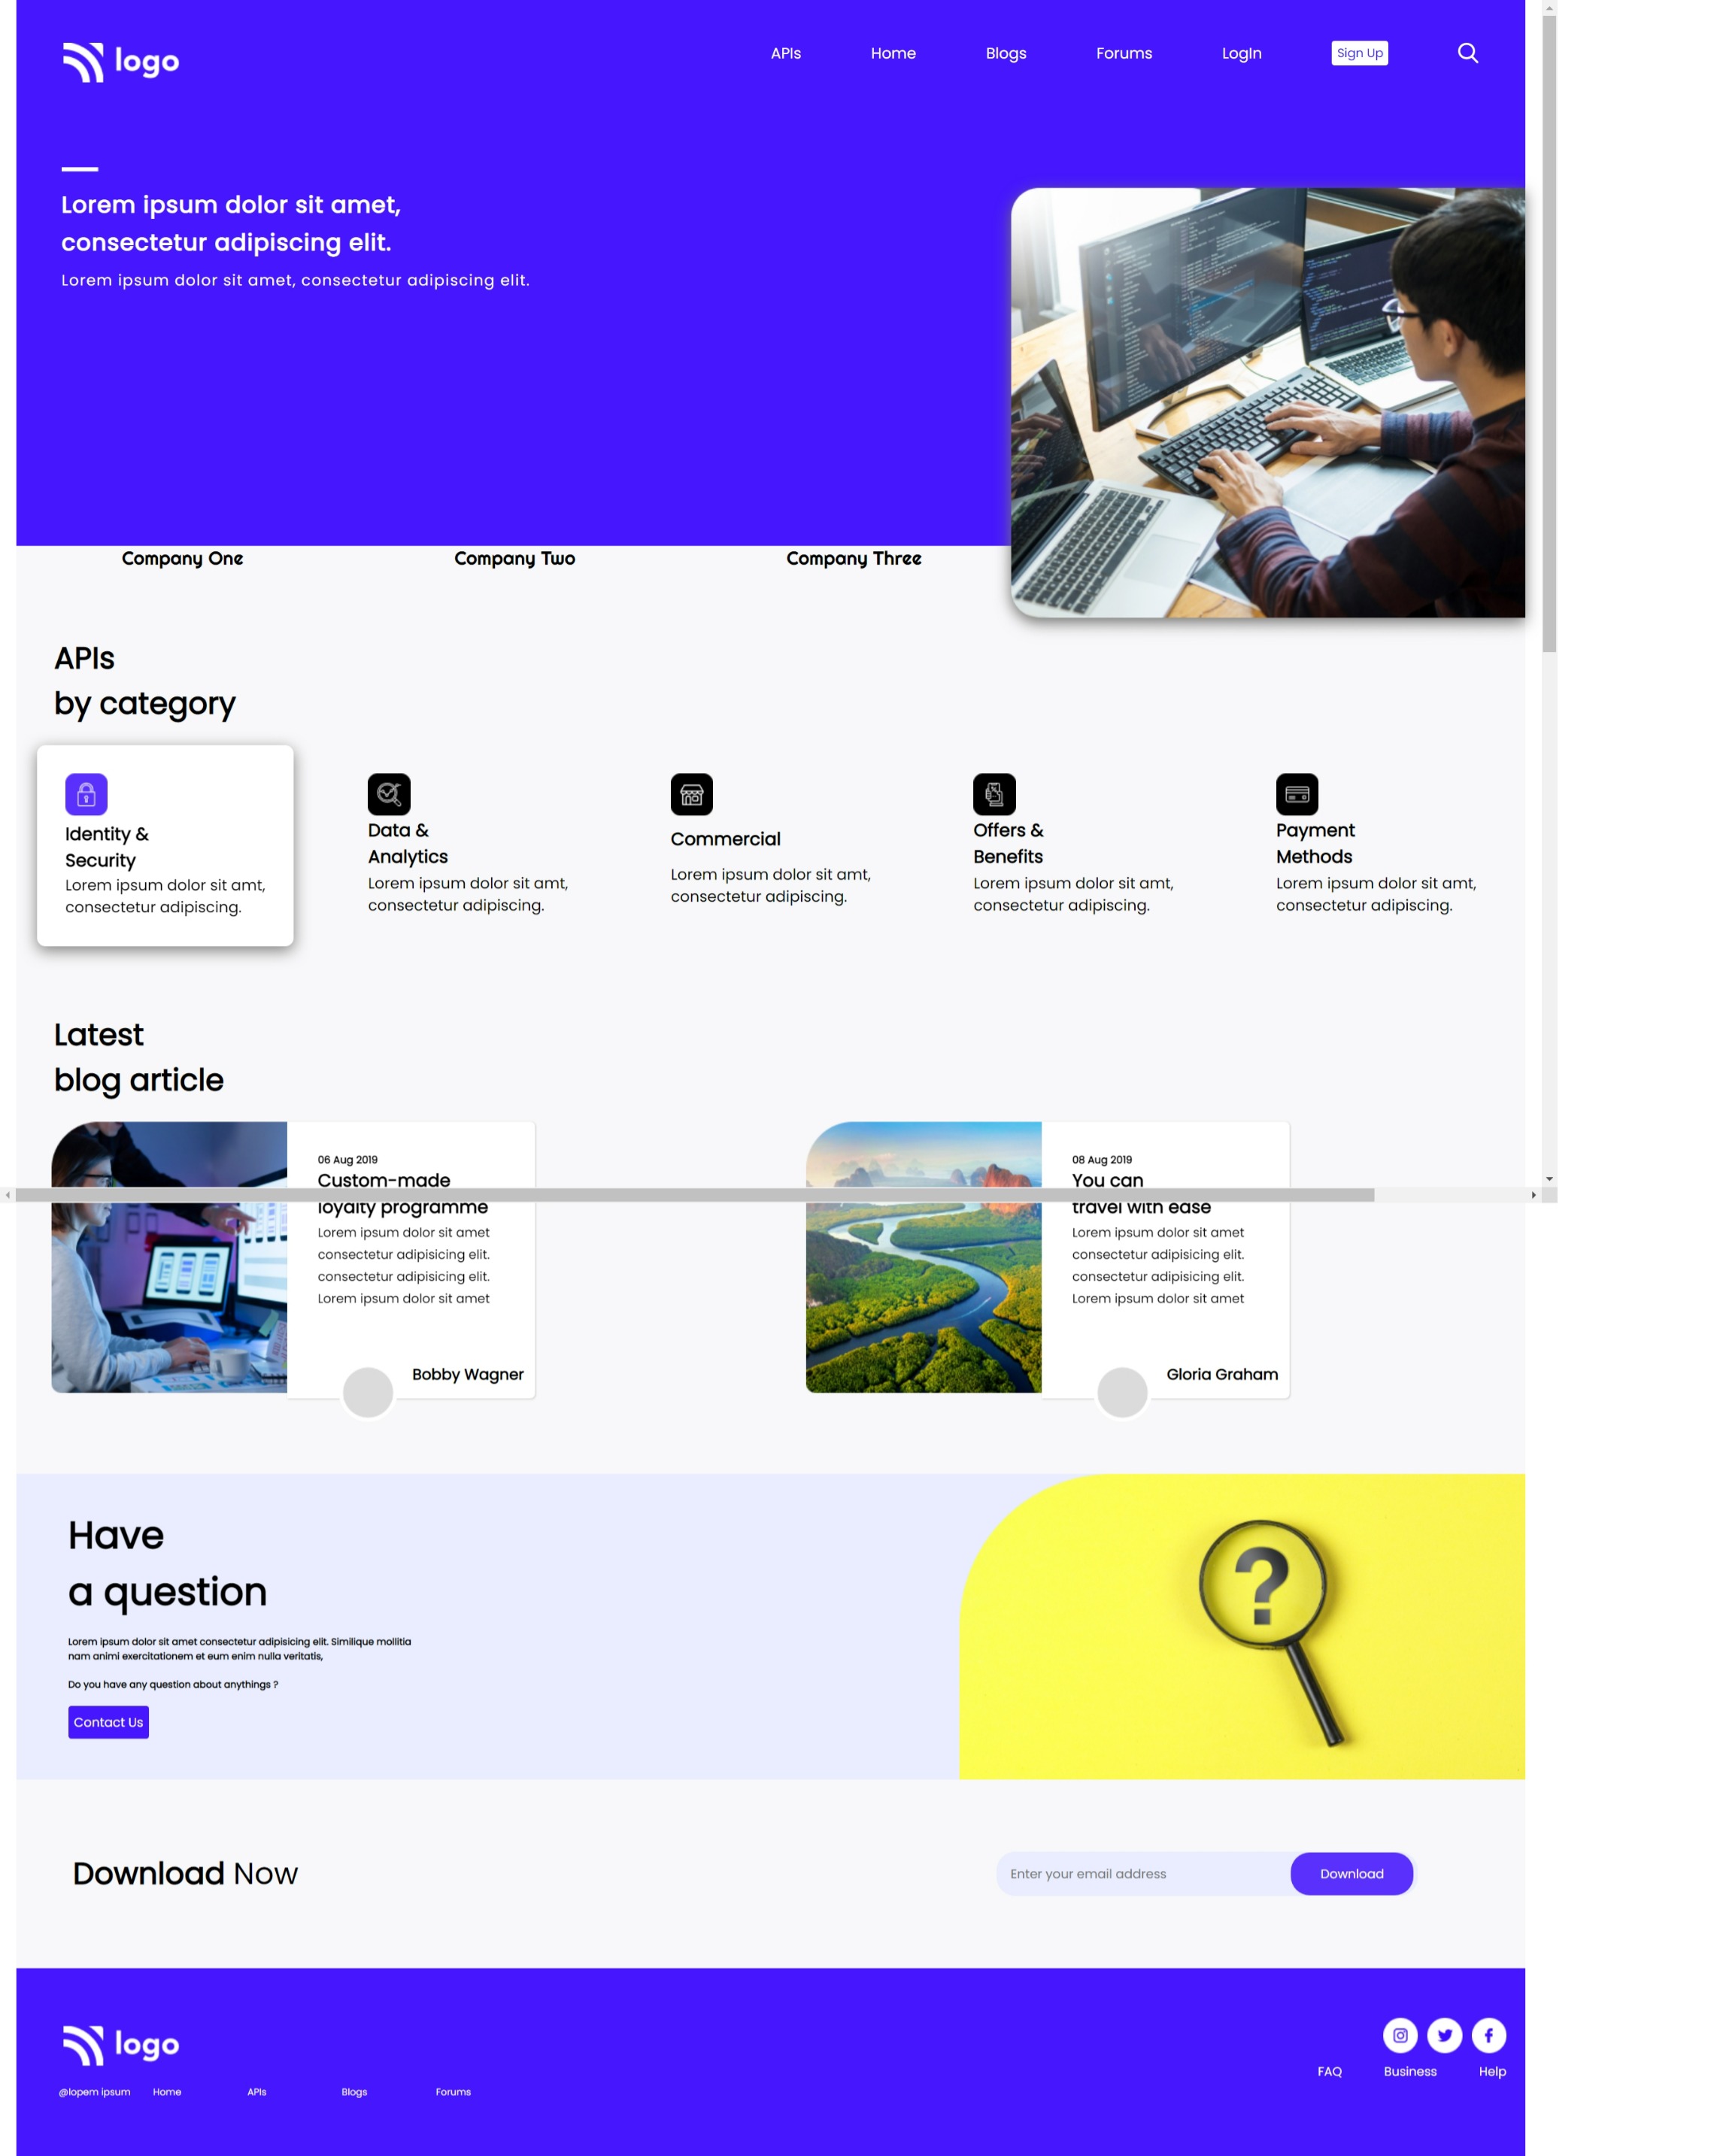 logo
APIs Home Blogs Forums LogIn Sign Up
Lorem ipsum dolor sit amet,
consectetur adipiscing elit.
Lorem ipsum dolor sit amet, consectetur adipiscing elit.
Company One Company Two Company Three
APIs
by category
Identity &
Security
Lorem ipsum dolor sit amt,
consectetur adipiscing.
Data &
Analytics
Lorem ipsum dolor sit amt,
consectetur adipiscing.
Commercial
Lorem ipsum dolor sit amt,
consectetur adipiscing.
Offers &
Benefits
Lorem ipsum dolor sit amt,
consectetur adipiscing.
Payment
Methods
Lorem ipsum dolor sit amt,
consectetur adipiscing.
Latest
blog article
06 Aug 2019
Custom-made
loyalty programme
Lorem ipsum dolor sit amet
consectetur adipisicing elit.
consectetur adipisicing elit.
Lorem ipsum dolor sit amet
Bobby Wagner
08 Aug 2019
You can
travel with ease
Lorem ipsum dolor sit amet
consectetur adipisicing elit.
consectetur adipisicing elit.
Lorem ipsum dolor sit amet
Gloria Graham
Have
a question
Lorem ipsum dolor sit amet consectetur adipisicing elit. Similique mollitia
nam animi exercitationem et eum enim nulla veritatis,
Do you have any question about anythings ?
Contact Us
?
Download Now
Enter your email address
Download
logo
@lopem ipsum Home APIs Blogs Forums
FAQ Business Help